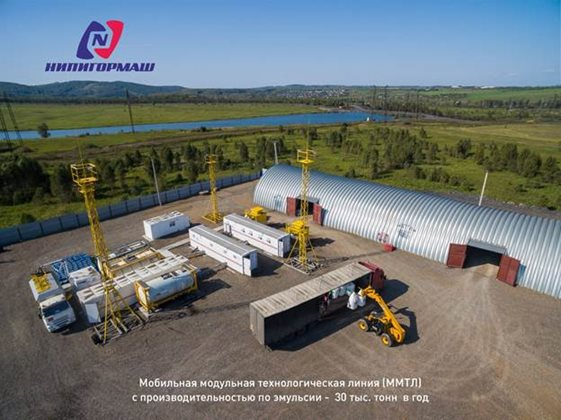 НИПИГОРМАШ
Мобильная модульная технологическая линия (ММТЛ)
с производительностью по эмульсии - 30 тыс. тонн в год